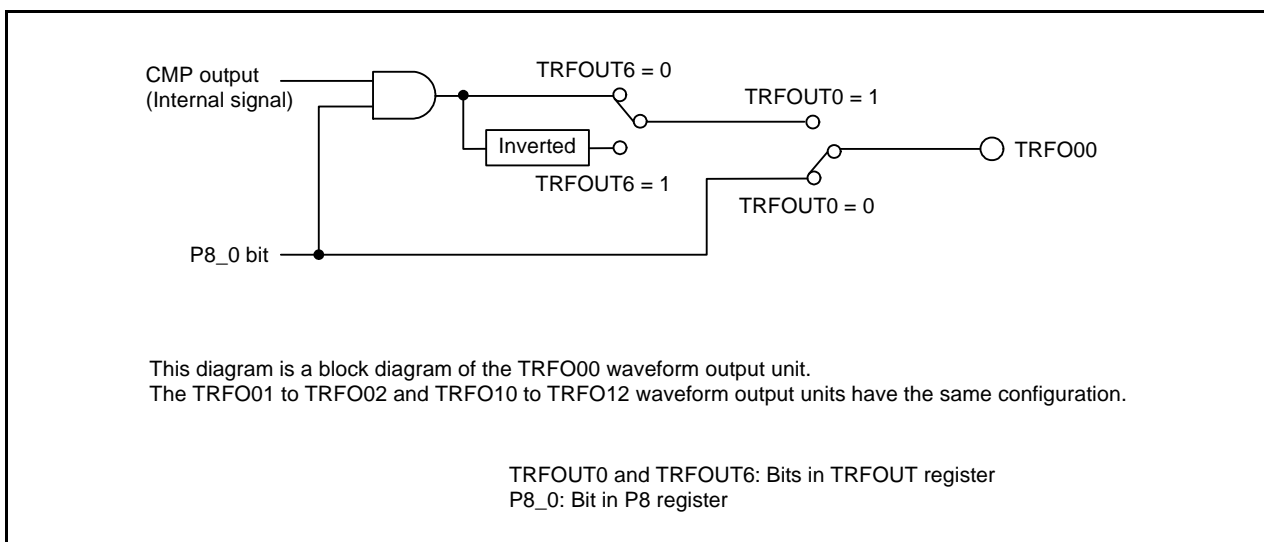 CMP output
(Internal signal)
TRFOUT6 = 0
TRFOUT0 = 1
Inverted
TRFO00
TRFOUT6 = 1
TRFOUT0 = 0
P8_0 bit
This diagram is a block diagram of the TRFO00 waveform output unit.
The TRFO01 to TRFO02 and TRFO10 to TRFO12 waveform output units have the same configuration.
TRFOUT0 and TRFOUT6: Bits in TRFOUT register
P8_0: Bit in P8 register